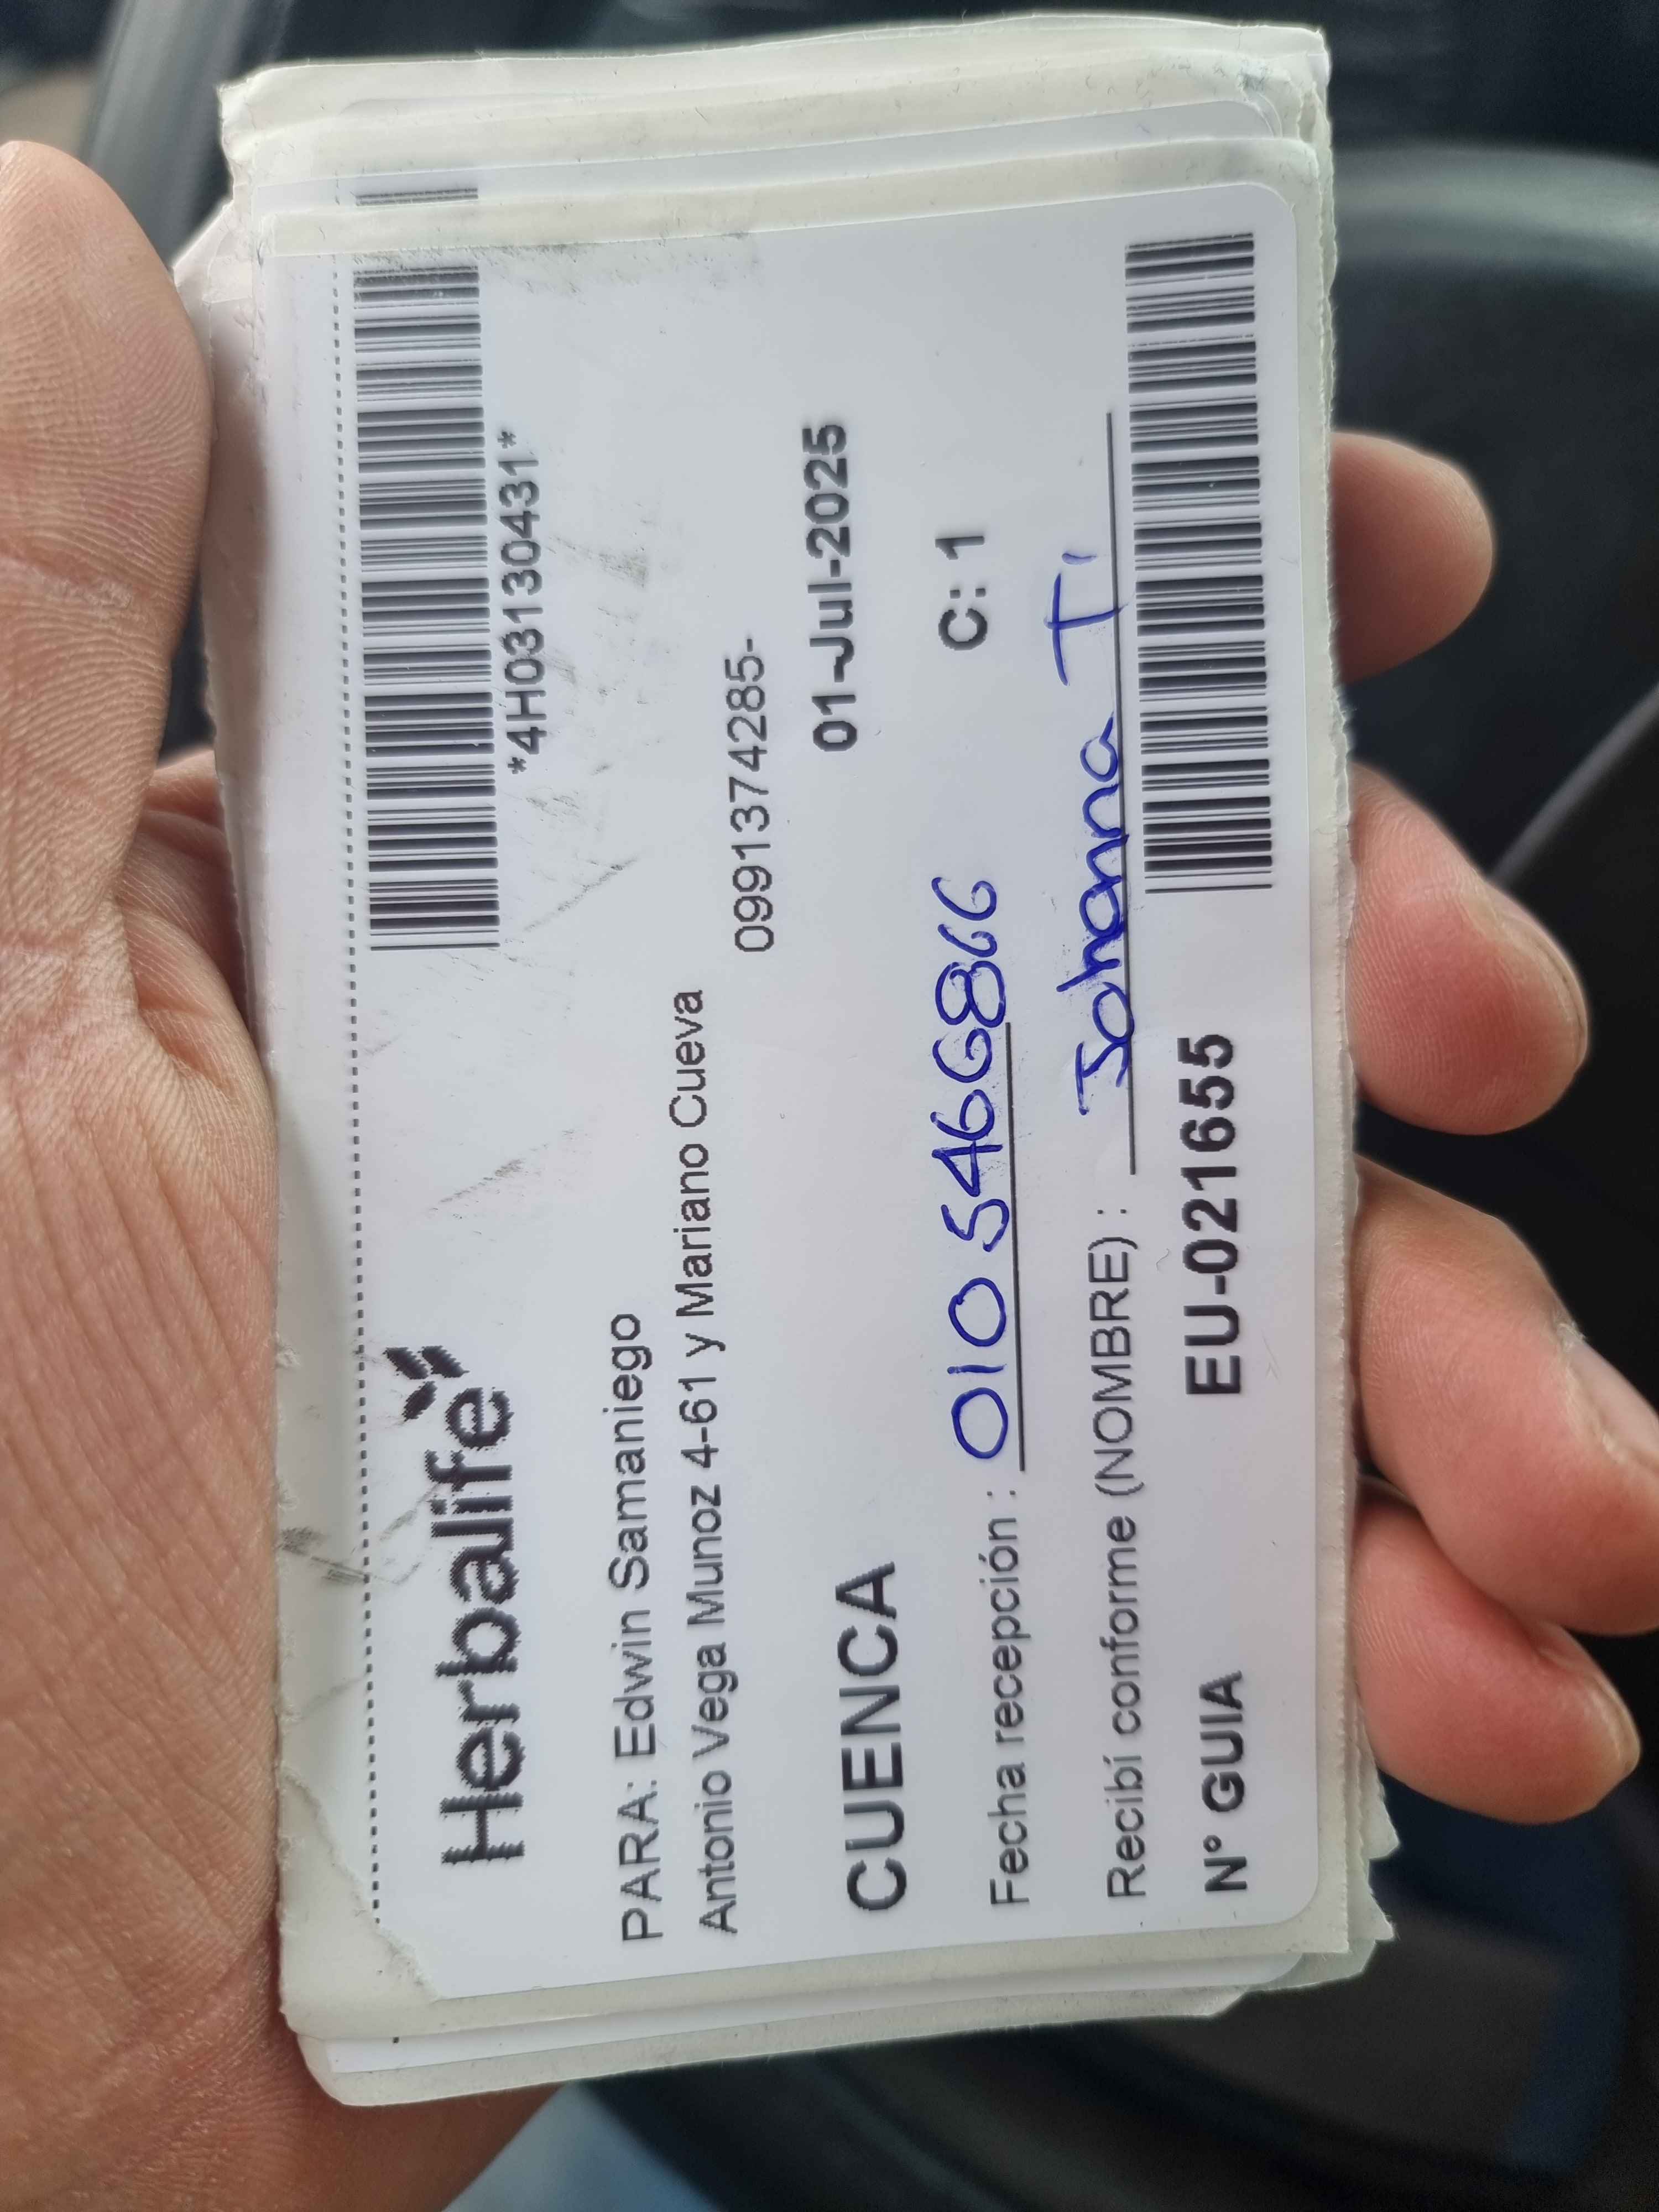 Herbalife
*4H03130431*
PARA: Edwin Samaniego
Antonio Vega Munoz 4-61 y Mariano Cueva
0991374285-
CUENCA 01-Jul-2025
Fecha recepción : 0105466866 C: 1
Recibí conforme (NOMBRE) : Johanna T.
N° GUIA EU-021655